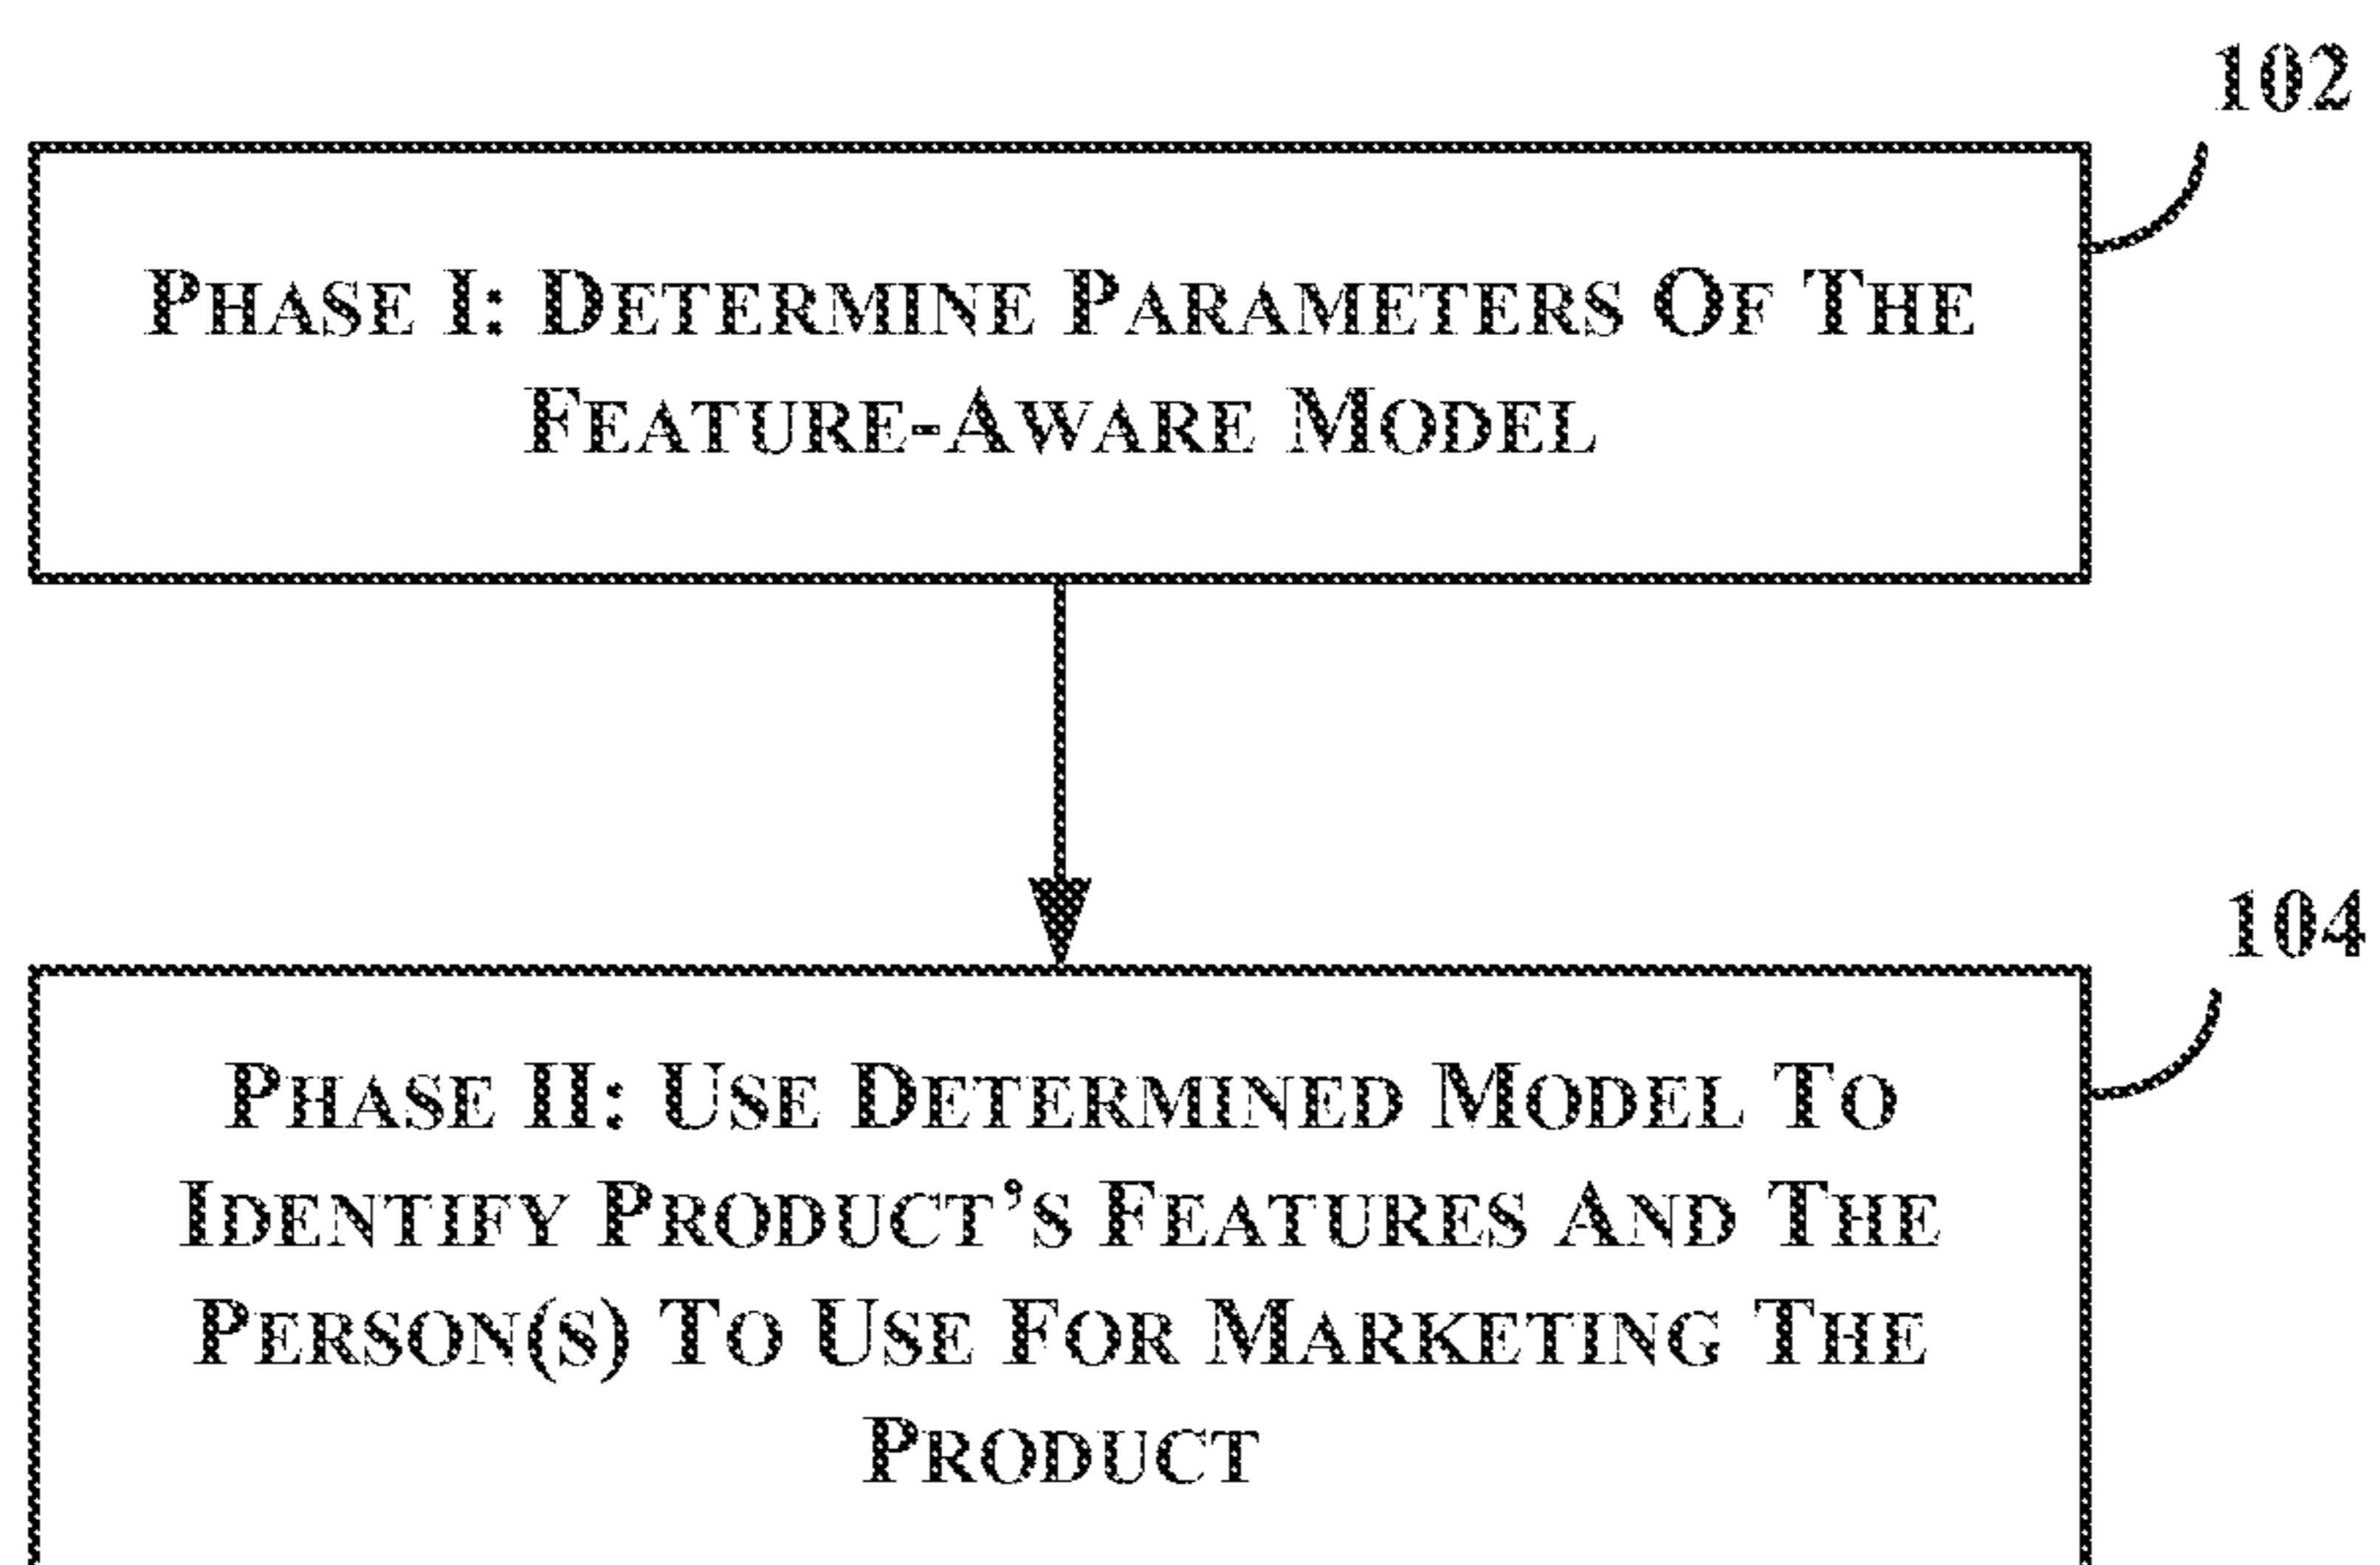 102
PHASE I: DETERMINE PARAMETERS OF THE
FEATURE-AWARE MODEL
104
PHASE II: USE DETERMINED MODEL TO
IDENTIFY PRODUCT’S FEATURES AND THE
PERSON(S) TO USE FOR MARKETING THE
PRODUCT